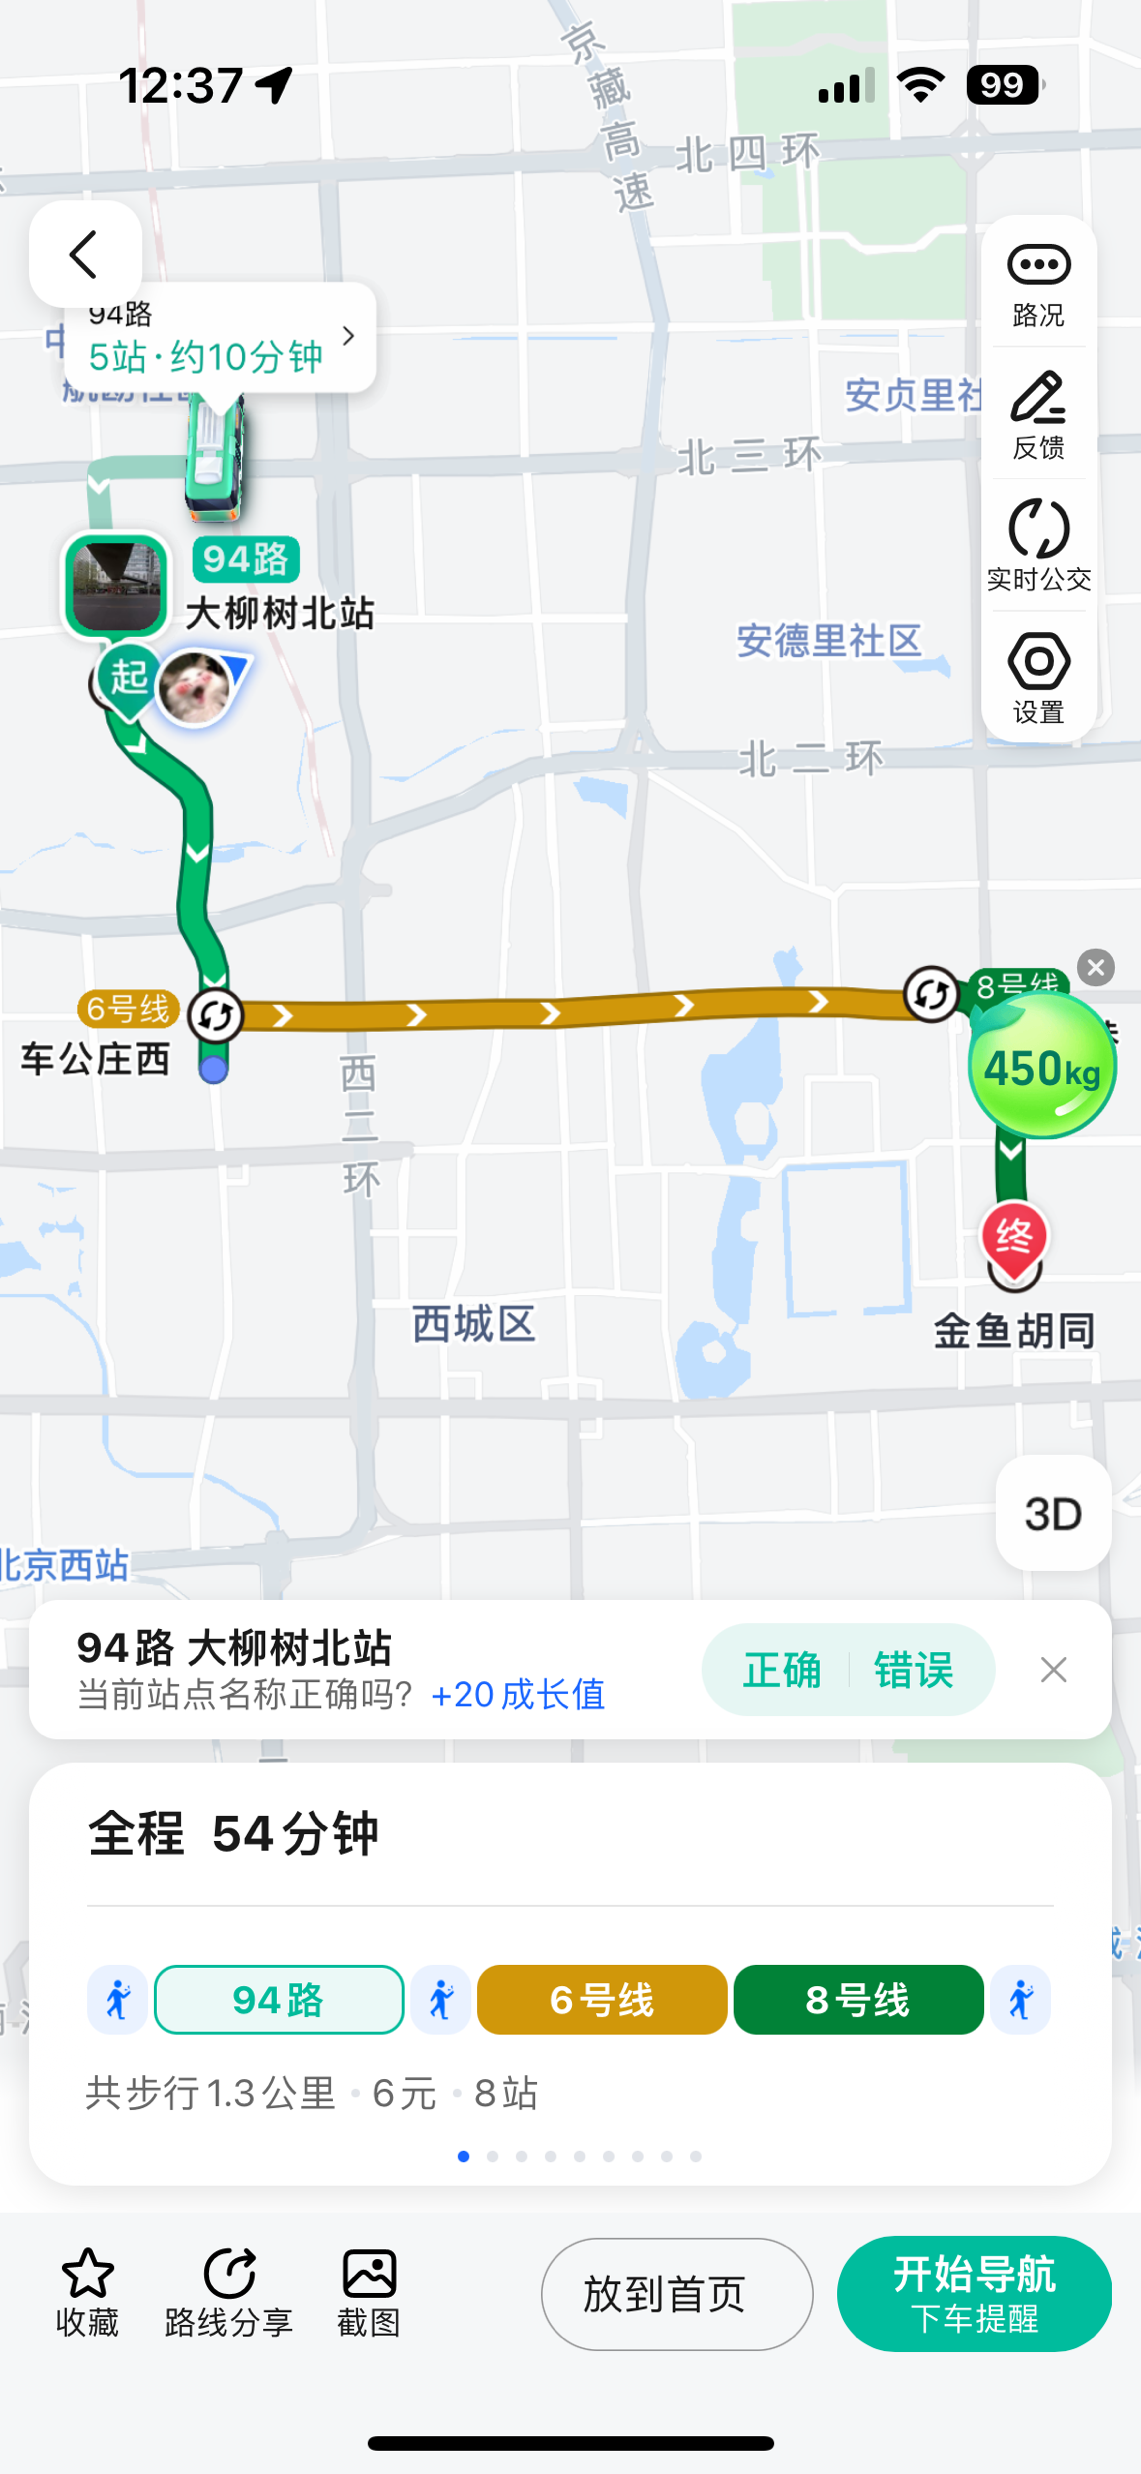 12:37
99
京藏高速
北四环
94路
5站·约10分钟
路况
安贞里社
反馈
北三环
实时公交
94路
大柳树北站
起
安德里社区
设置
北二环
6号线
8号线
车公庄西
450kg
西二环
终
西城区
金鱼胡同
3D
北京西站
94路 大柳树北站
当前站点名称正确吗? +20成长值
正确
错误
全程 54分钟
94路
6号线
8号线
共步行1.3公里 · 6元 · 8站
收藏
路线分享
截图
放到首页
开始导航
下车提醒